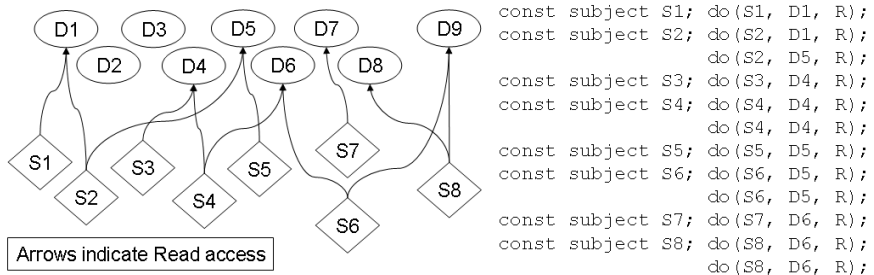 D1
D3
D5
D7
D9
D2
D4
D6
D8
S1
S2
S3
S4
S5
S7
S6
S8
Arrows indicate Read access
const subject S1; do(S1, D1, R);
const subject S2; do(S2, D1, R);
do(S2, D5, R);
const subject S3; do(S3, D4, R);
const subject S4; do(S4, D4, R);
do(S4, D4, R);
const subject S5; do(S5, D5, R);
const subject S6; do(S6, D5, R);
do(S6, D5, R);
const subject S7; do(S7, D6, R);
const subject S8; do(S8, D6, R);
do(S8, D6, R);